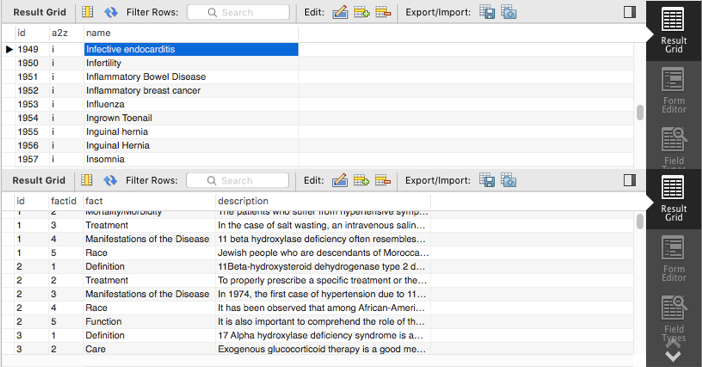 Result Grid Filter Rows: Search Edit: Export/Import:
id a2z name
1949 i Infective endocarditis
1950 i Infertility
1951 i Inflammatory Bowel Disease
1952 i Inflammatory breast cancer
1953 i Influenza
1954 i Ingrown Toenail
1955 i Inguinal hernia
1956 i Inguinal Hernia
1957 i Insomnia
Result
Grid
Form
Editor
Field
Result Grid Filter Rows: Search Edit: Export/Import:
id factid fact description
1 2 Mortality/Morbidity The patients who suffer from hypertensive symp...
1 3 Treatment In the case of salt wasting, an intravenous salin...
1 4 Manifestations of the Disease 11 beta hydroxylase deficiency often resembles...
1 5 Race Jewish people who are descendants of Morocca...
2 1 Definition 11Beta-hydroxysteroid dehydrogenase type 2 d...
2 2 Treatment To properly prescribe a specific treatment or the...
2 3 Manifestations of the Disease In 1974, the first case of hypertension due to 11...
2 4 Race It has been observed that among African-Ameri...
2 5 Function It is also important to comprehend the role of th...
3 1 Definition 17 Alpha hydroxylase deficiency syndrome is a...
3 2 Care Exogenous glucocorticoid therapy is a good me...
Result
Grid
Form
Editor
Field
Types